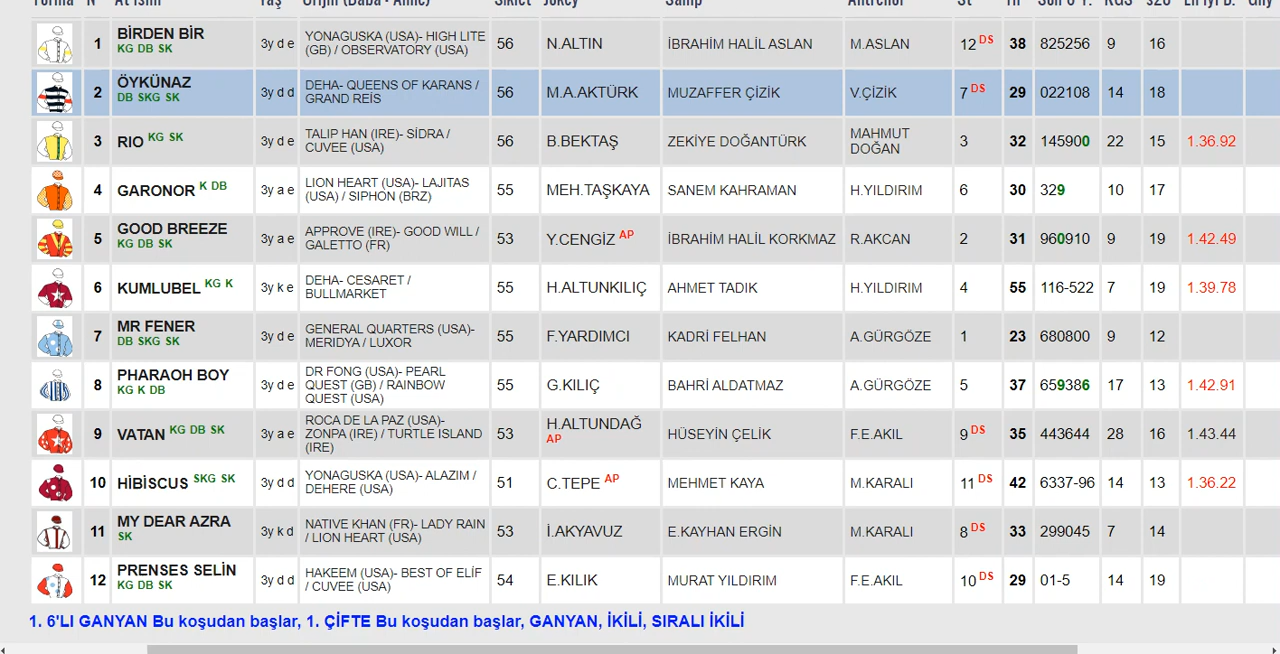 Forma N At İsmi Yaş Orijin (Baba - Anne) Sıklet Jokey Sahip Antrenör St HP Son 6 Y. KGS s20 En İyi D. Gny
1 BİRDEN BİR KG DB SK 3y d e YONAGUSKA (USA)- HIGH LITE (GB) / OBSERVATORY (USA) 56 N.ALTIN İBRAHİM HALİL ASLAN M.ASLAN 12 DS 38 825256 9 16
2 ÖYKÜNAZ DB SKG SK 3y d d DEHA- QUEENS OF KARANS / GRAND REİS 56 M.A.AKTÜRK MUZAFFER ÇİZİK V.ÇİZİK 7 DS 29 022108 14 18
3 RIO KG SK 3y d e TALIP HAN (IRE)- SİDRA / CUVEE (USA) 56 B.BEKTAŞ ZEKİYE DOĞANTÜRK MAHMUT DOĞAN 3 32 145900 22 15 1.36.92
4 GARONOR K DB 3y a e LION HEART (USA)- LAJITAS (USA) / SIPHON (BRZ) 55 MEH.TAŞKAYA SANEM KAHRAMAN H.YILDIRIM 6 30 329 10 17
5 GOOD BREEZE KG DB SK 3y a e APPROVE (IRE)- GOOD WILL / GALETTO (FR) 53 Y.CENGİZ AP İBRAHİM HALİL KORKMAZ R.AKCAN 2 31 960910 9 19 1.42.49
6 KUMLUBEL KG K 3y k e DEHA- CESARET / BULLMARKET 55 H.ALTUNKILIÇ AHMET TADIK H.YILDIRIM 4 55 116-522 7 19 1.39.78
7 MR FENER DB SKG SK 3y d e GENERAL QUARTERS (USA)- MERIDYA / LUXOR 55 F.YARDIMCI KADRİ FELHAN A.GÜRGÖZE 1 23 680800 9 12
8 PHARAOH BOY KG K DB 3y d e DR FONG (USA)- PEARL QUEST (GB) / RAINBOW QUEST (USA) 55 G.KILIÇ BAHRİ ALDATMAZ A.GÜRGÖZE 5 37 659386 17 13 1.42.91
9 VATAN KG DB SK 3y a e ROCA DE LA PAZ (USA)- ZONPA (IRE) / TURTLE ISLAND (IRE) 53 H.ALTUNDAĞ AP HÜSEYİN ÇELİK F.E.AKIL 9 DS 35 443644 28 16 1.43.44
10 HİBİSCUS SKG SK 3y d d YONAGUSKA (USA)- ALAZIM / DEHERE (USA) 51 C.TEPE AP MEHMET KAYA M.KARALI 11 DS 42 6337-96 14 13 1.36.22
11 MY DEAR AZRA SK 3y k d NATIVE KHAN (FR)- LADY RAIN / LION HEART (USA) 53 İ.AKYAVUZ E.KAYHAN ERGİN M.KARALI 8 DS 33 299045 7 14
12 PRENSES SELİN KG DB SK 3y d d HAKEEM (USA)- BEST OF ELİF / CUVEE (USA) 54 E.KILIK MURAT YILDIRIM F.E.AKIL 10 DS 29 01-5 14 19
1. 6'LI GANYAN Bu koşudan başlar, 1. ÇİFTE Bu koşudan başlar, GANYAN, İKİLİ, SIRALI İKİLİ